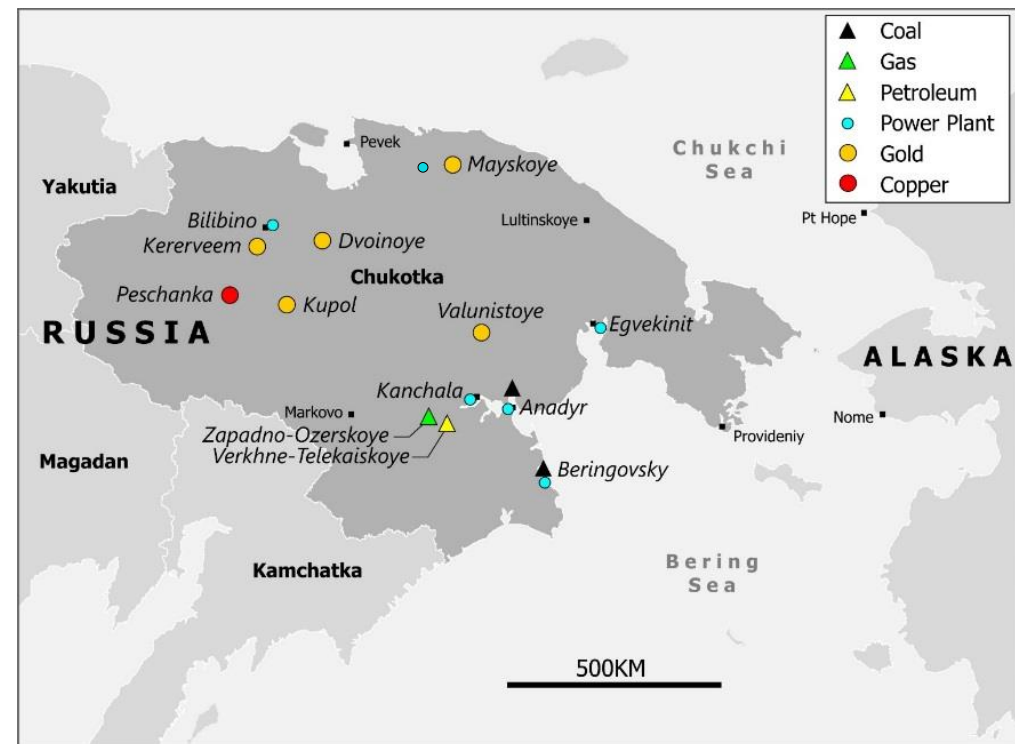 Coal
Gas
Petroleum
Power Plant
Gold
Copper
Chukchi
Sea
Pevek
Mayskoye
Yakutia
Bilibino
Lultinskoye
Pt Hope
Kererveem
Dvoinoye
Chukotka
Peschanka
Kupol
Valunistoye
RUSSIA
Egvekinit
ALASKA
Kanchala
Anadyr
Markovo
Nome
Zapadno-Ozerskoye
Provideniy
Verkhne-Telekaiskoye
Magadan
Beringovsky
Kamchatka
Bering
Sea
500KM